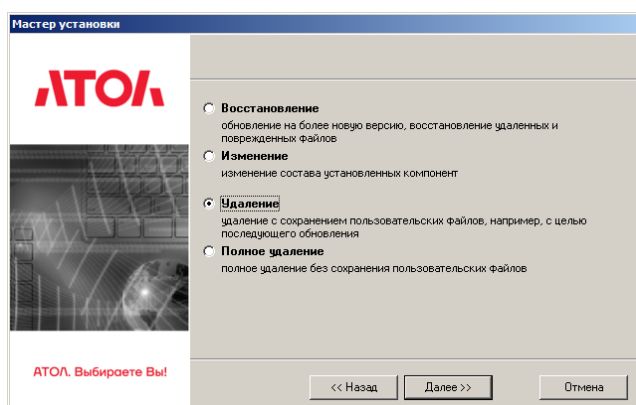 Мастер установки
АТОЛ
Восстановление
обновление на более новую версию, восстановление удаленных и
поврежденных файлов
Изменение
изменение состава установленных компонент
Удаление
удаление с сохранением пользовательских файлов, например, с целью
последующего обновления
Полное удаление
полное удаление без сохранения пользовательских файлов
АТОЛ. Выбираете Вы!
<< Назад
Далее >>
Отмена